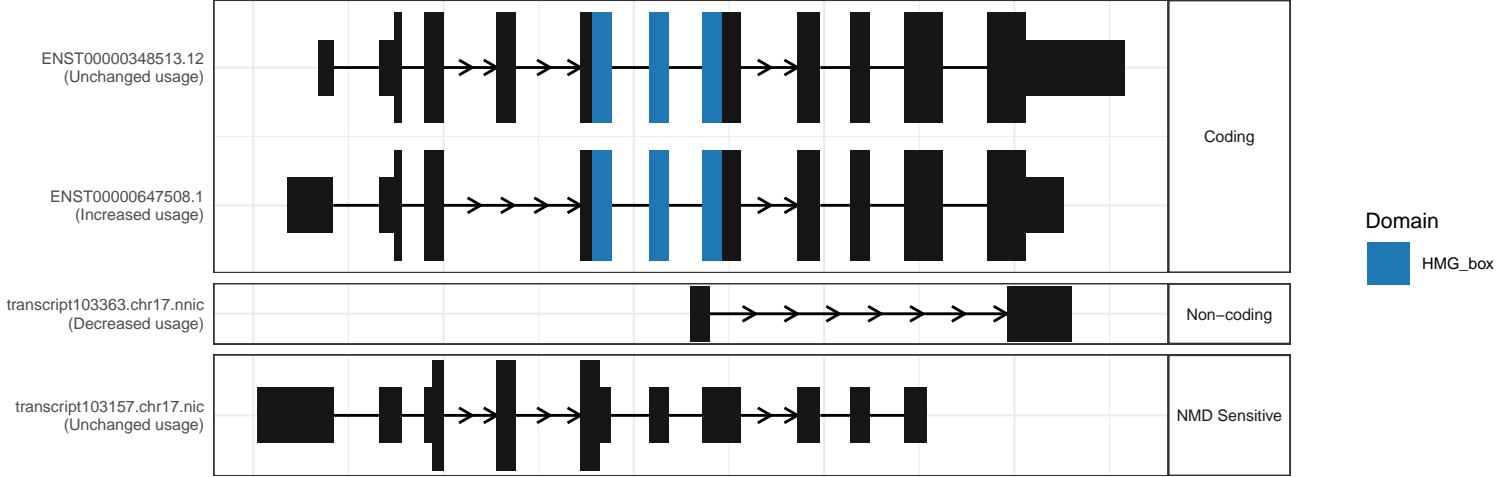 ENST00000348513.12
(Unchanged usage)
Coding
ENST00000647508.1
(Increased usage)
Domain
HMG_box
transcript103363.chr17.nnic
(Decreased usage)
Non−coding
transcript103157.chr17.nic
(Unchanged usage)
NMD Sensitive